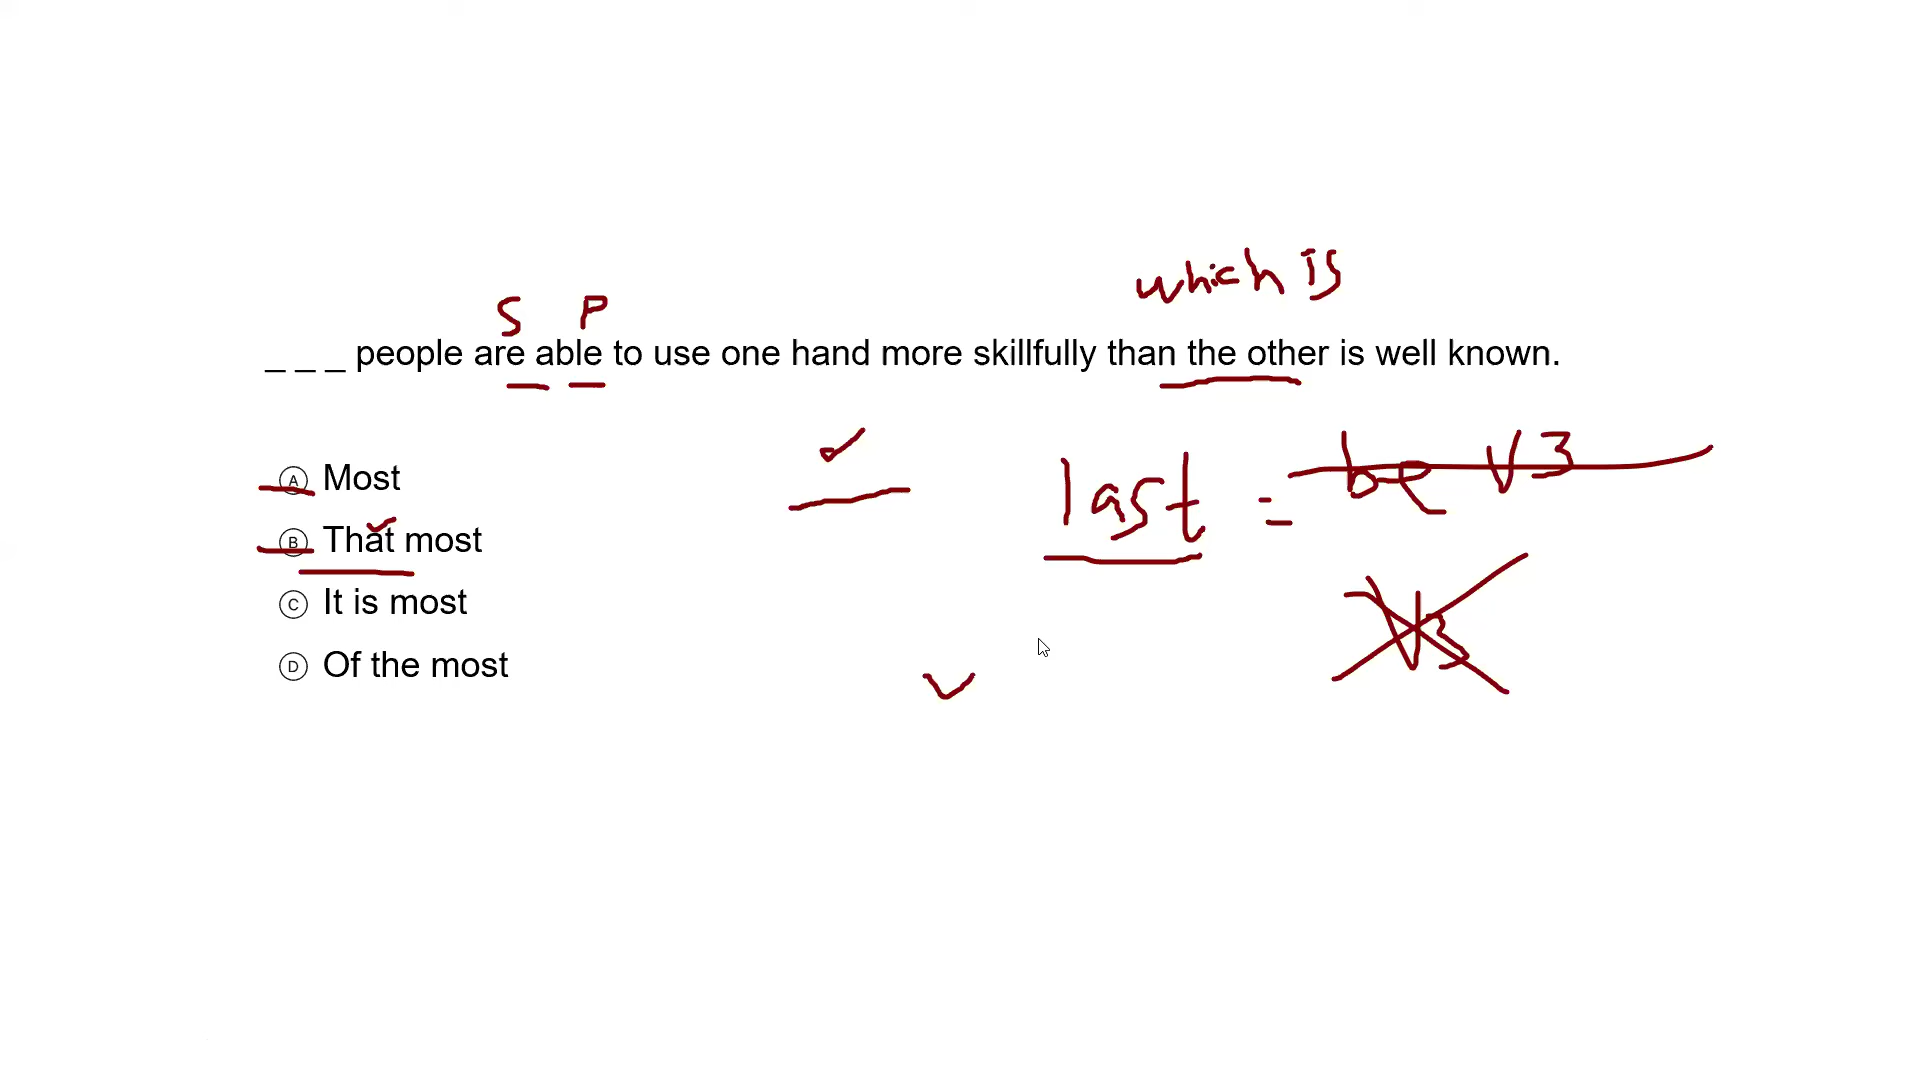 which is
S P
_ _ _ people are able to use one hand more skillfully than the other is well known.
last = be V3
A Most
B That most
V3
C It is most
D Of the most